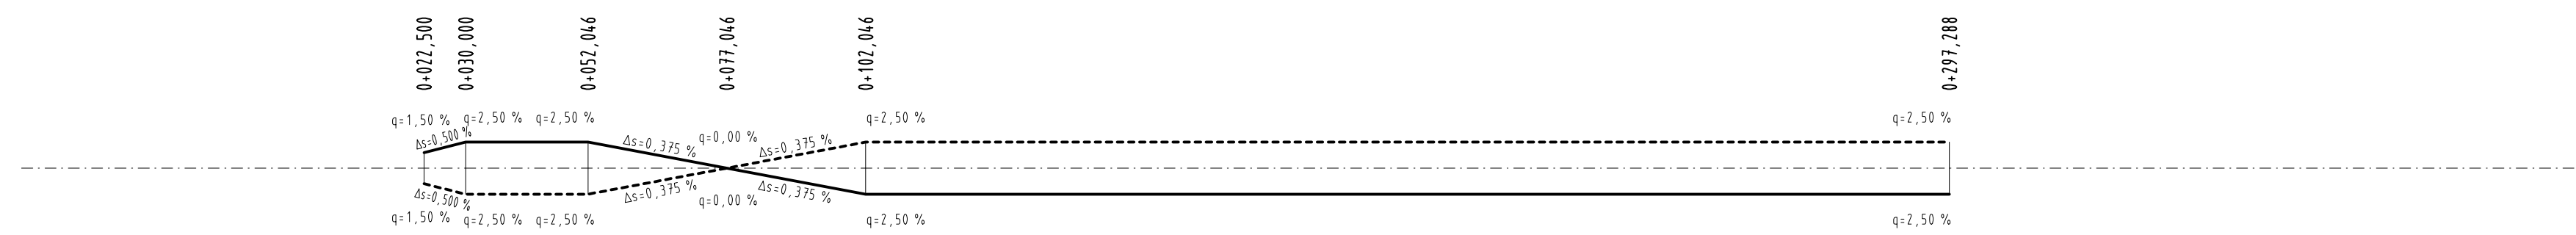 0+022,500
0+030,000
0+052,046
0+077,046
0+102,046
0+297,288
q=1,50 %
q=2,50 %
q=2,50 %
q=2,50 %
q=2,50 %
Δs=0,500 %
Δs=0,375 %
q=0,00 %
Δs=0,375 %
Δs=0,500 %
Δs=0,375 %
q=0,00 %
Δs=0,375 %
q=1,50 %
q=2,50 %
q=2,50 %
q=2,50 %
q=2,50 %